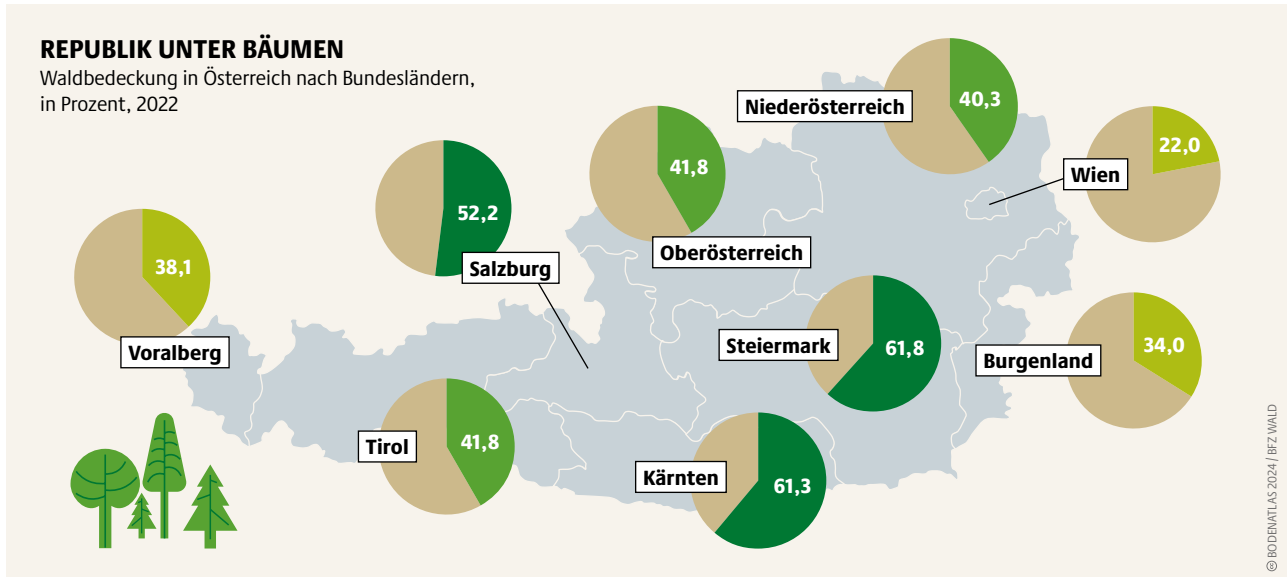 REPUBLIK UNTER BÄUMEN
Waldbedeckung in Österreich nach Bundesländern,
in Prozent, 2022
Niederösterreich
40,3
41,8
Oberösterreich
22,0
Wien
52,2
Salzburg
38,1
Voralberg
Steiermark
61,8
34,0
Burgenland
Tirol
41,8
Kärnten
61,3
© BODENATLAS 2024 / BFZ WALD